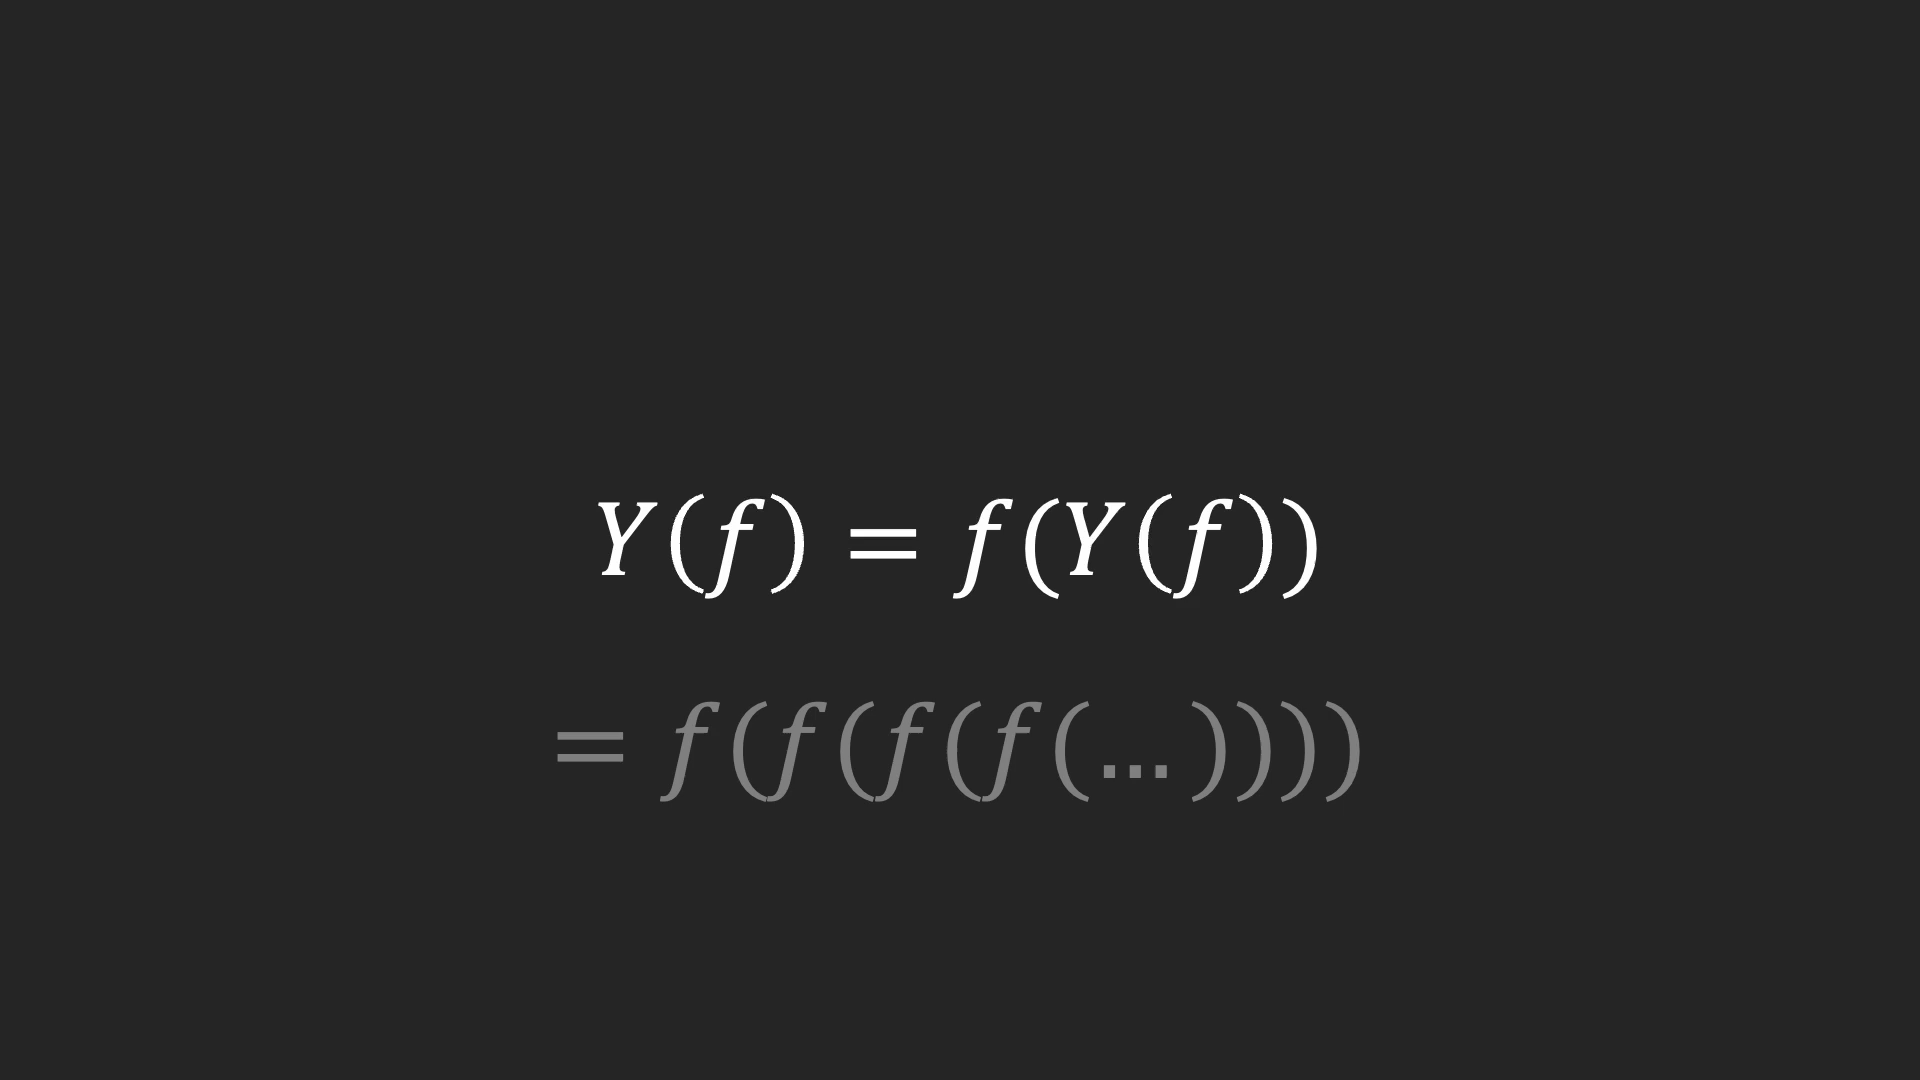 Y(f) = f(Y(f))
= f(f(f(f(...))))